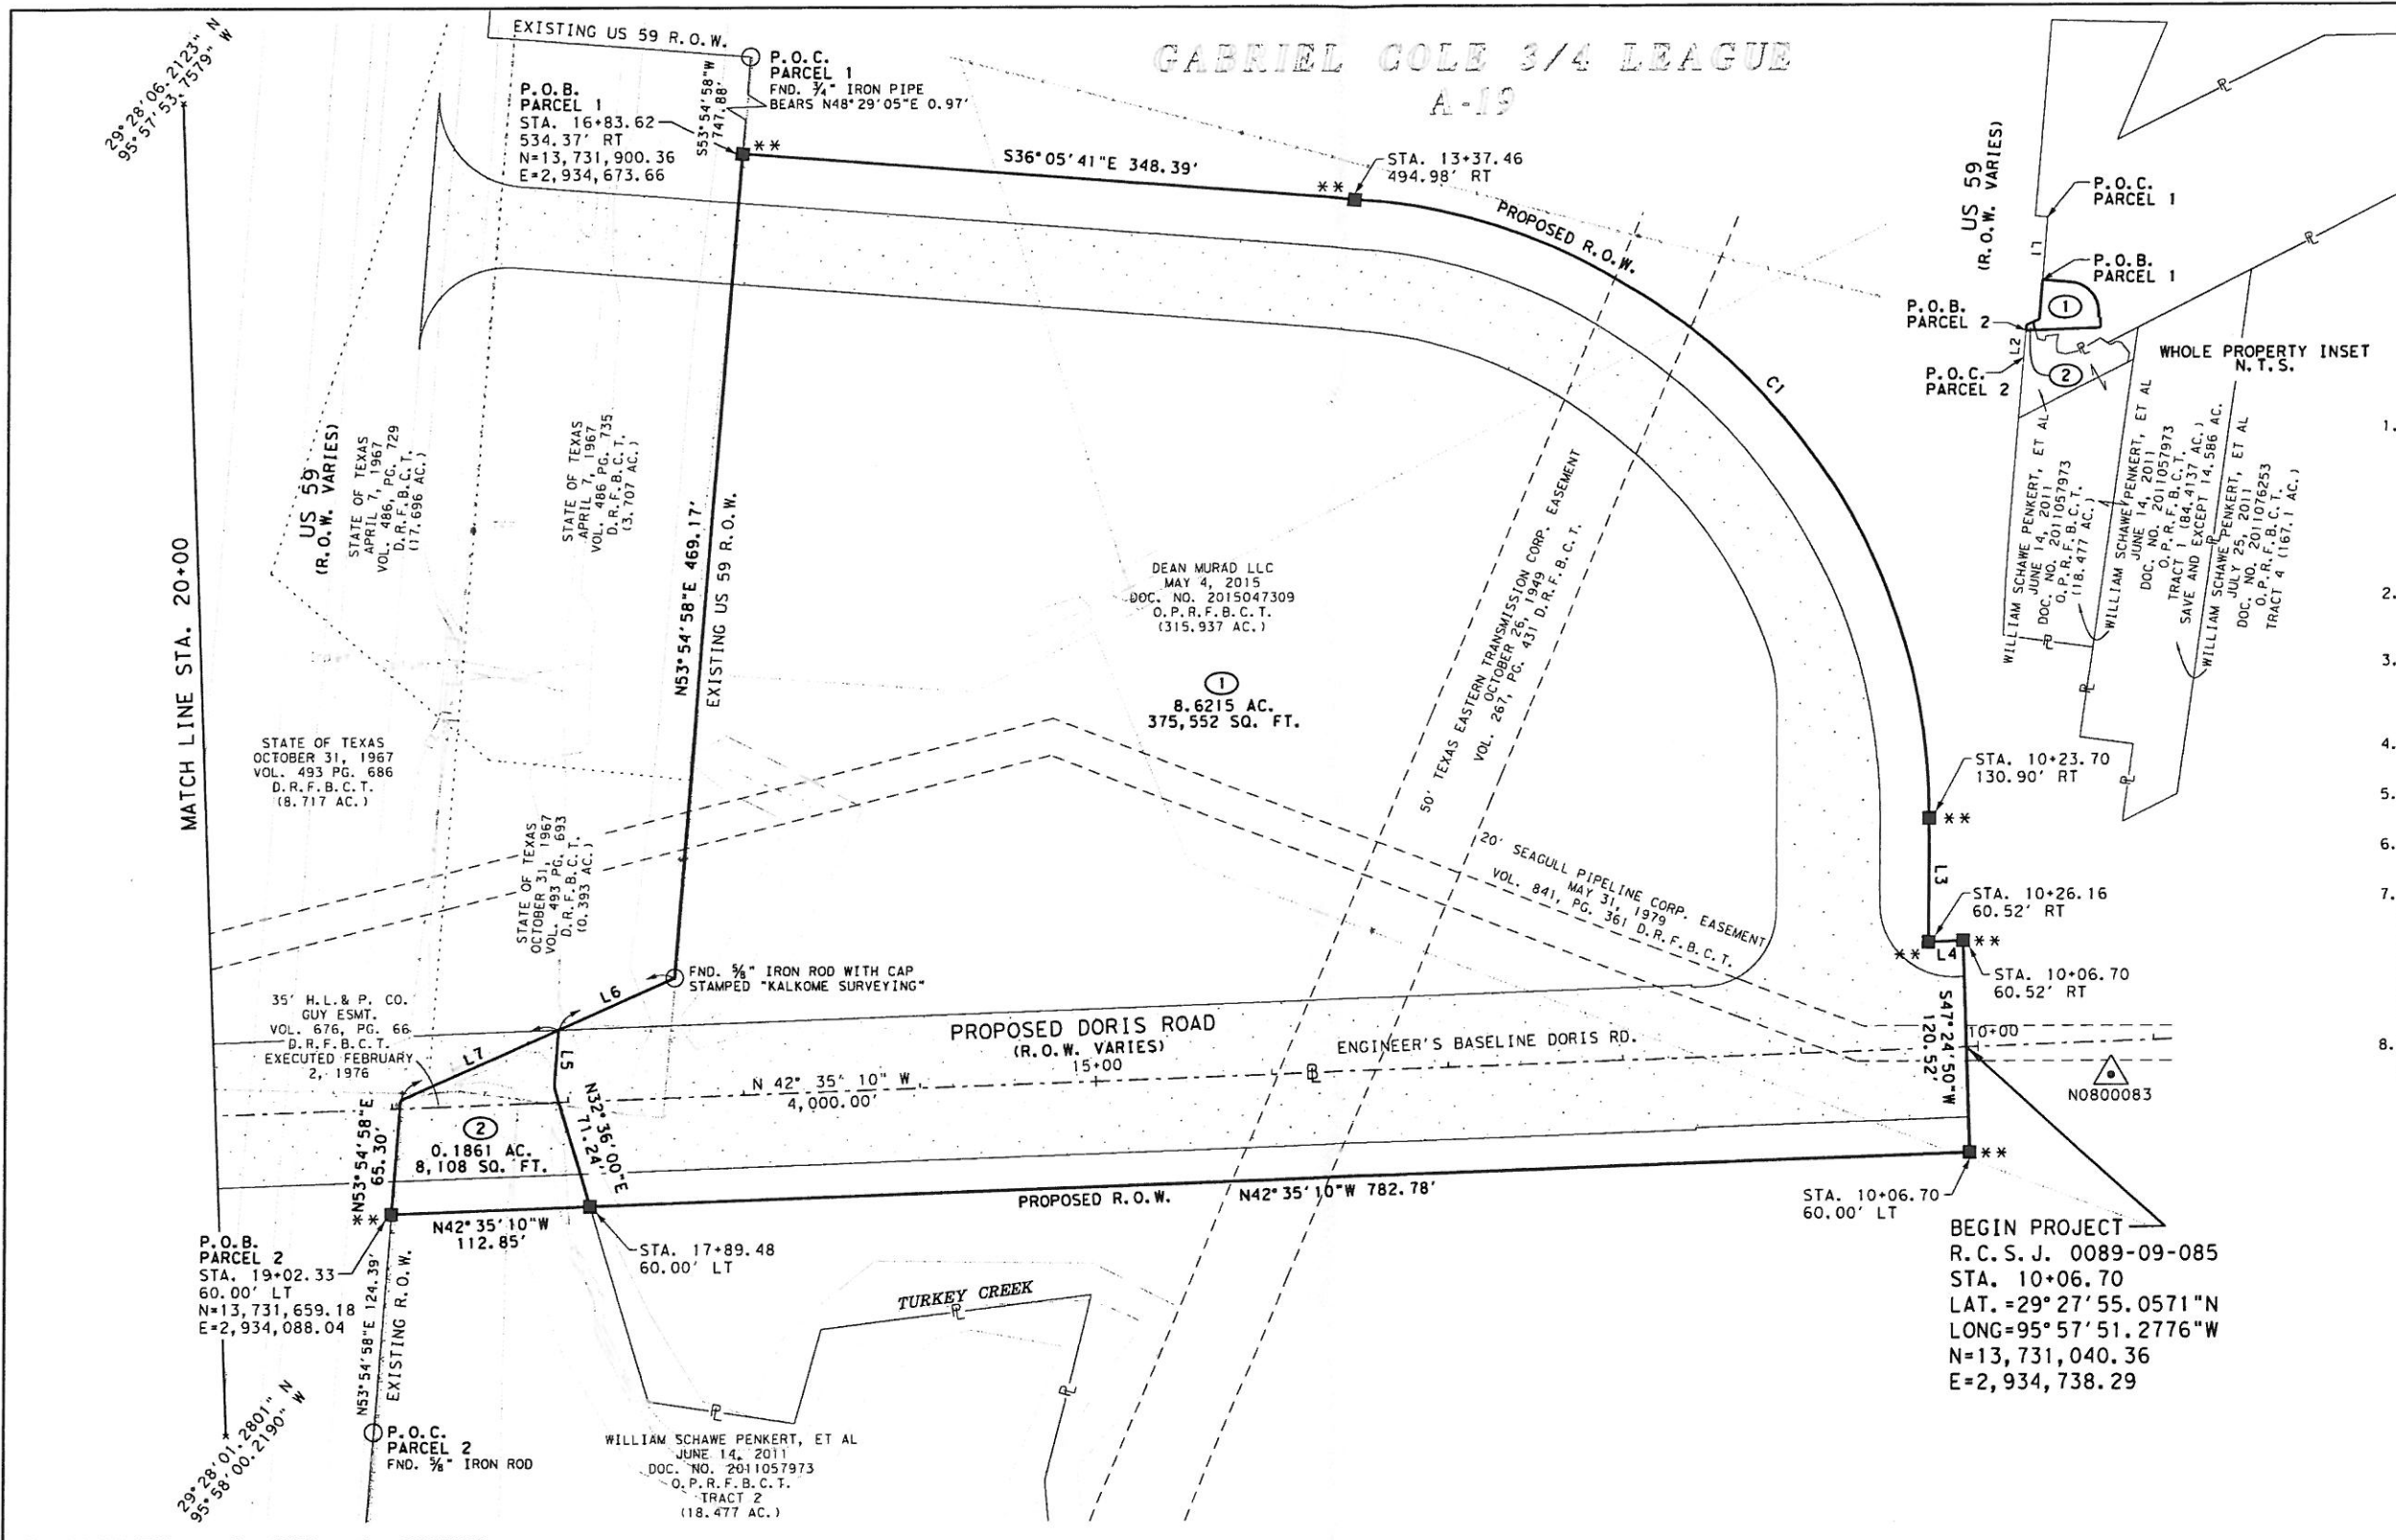 GABRIEL COLE 3/4 LEAGUE
A-19
29°28'06.2123" N
95°57'53.7579" W
EXISTING US 59 R.O.W.
P.O.C.
PARCEL 1
FND. 3/4" IRON PIPE
BEARS N48°29'05"E 0.97'
S53°54'58"W
747.88'
P.O.B.
PARCEL 1
STA. 16+83.62
534.37' RT
N=13,731,900.36
E=2,934,673.66
**
S36°05'41"E 348.39'
**
STA. 13+37.46
494.98' RT
PROPOSED R.O.W.
C1
US 59
(R.O.W. VARIES)
P.O.C.
PARCEL 1
L1
P.O.B.
PARCEL 1
1
P.O.B.
PARCEL 2
L2
P.O.C.
PARCEL 2
2
WHOLE PROPERTY INSET
N.T.S.
WILLIAM SCHAWE PENKERT, ET AL
JUNE 14, 2011
DOC. NO. 2011057973
O.P.R.F.B.C.T.
(18.477 AC.)
WILLIAM SCHAWE PENKERT, ET AL
JUNE 14, 2011
DOC. NO. 2011057973
O.P.R.F.B.C.T.
TRACT 1 (84.4137 AC.)
SAVE AND EXCEPT 14.586 AC.
WILLIAM SCHAWE PENKERT, ET AL
JULY 25, 2011
DOC. NO. 2011076253
O.P.R.F.B.C.T.
TRACT 4 (167.1 AC.)
1.
2.
3.
4.
5.
6.
7.
8.
US 59
(R.O.W. VARIES)
STATE OF TEXAS
APRIL 7, 1967
VOL. 486, PG. 729
D.R.F.B.C.T.
(17.696 AC.)
STATE OF TEXAS
APRIL 7, 1967
VOL. 486 PG. 735
D.R.F.B.C.T.
(3.707 AC.)
MATCH LINE STA. 20+00
N53°54'58"E 469.17'
EXISTING US 59 R.O.W.
DEAN MURAD LLC
MAY 4, 2015
DOC. NO. 2015047309
O.P.R.F.B.C.T.
(315.937 AC.)
1
8.6215 AC.
375,552 SQ. FT.
50' TEXAS EASTERN TRANSMISSION CORP. EASEMENT
OCTOBER 26, 1949
VOL. 267, PG. 431 D.R.F.B.C.T.
20' SEAGULL PIPELINE CORP. EASEMENT
MAY 31, 1979
VOL. 841, PG. 361 D.R.F.B.C.T.
STATE OF TEXAS
OCTOBER 31, 1967
VOL. 493 PG. 686
D.R.F.B.C.T.
(8.717 AC.)
STATE OF TEXAS
OCTOBER 31, 1967
VOL. 493 PG. 693
D.R.F.B.C.T.
(0.393 AC.)
STA. 10+23.70
130.90' RT
**
L3
STA. 10+26.16
60.52' RT
**
L4
**
STA. 10+06.70
60.52' RT
S47°24'50"W
120.52'
FND. 5/8" IRON ROD WITH CAP
STAMPED "KALKOME SURVEYING"
L6
L7
L5
35' H.L.& P. CO.
GUY ESMT.
VOL. 676, PG. 66
D.R.F.B.C.T.
EXECUTED FEBRUARY
2, 1976
PROPOSED DORIS ROAD
(R.O.W. VARIES)
15+00
ENGINEER'S BASELINE DORIS RD.
10+00
N 42° 35' 10" W
4,000.00'
N0800083
*N53°54'58"E
65.30'
2
0.1861 AC.
8,108 SQ. FT.
N32°36'00"E
71.24'
**
N42°35'10"W
112.85'
PROPOSED R.O.W.
N42°35'10"W 782.78'
**
STA. 10+06.70
60.00' LT
STA. 17+89.48
60.00' LT
P.O.B.
PARCEL 2
STA. 19+02.33
60.00' LT
N=13,731,659.18
E=2,934,088.04
N53°54'58"E 124.39'
EXISTING R.O.W.
TURKEY CREEK
BEGIN PROJECT
R.C.S.J. 0089-09-085
STA. 10+06.70
LAT.=29°27'55.0571"N
LONG=95°57'51.2776"W
N=13,731,040.36
E=2,934,738.29
29°28'01.2801" N
95°58'00.2190" W
P.O.C.
PARCEL 2
FND. 5/8" IRON ROD
WILLIAM SCHAWE PENKERT, ET AL
JUNE 14, 2011
DOC. NO. 2011057973
O.P.R.F.B.C.T.
TRACT 2
(18.477 AC.)